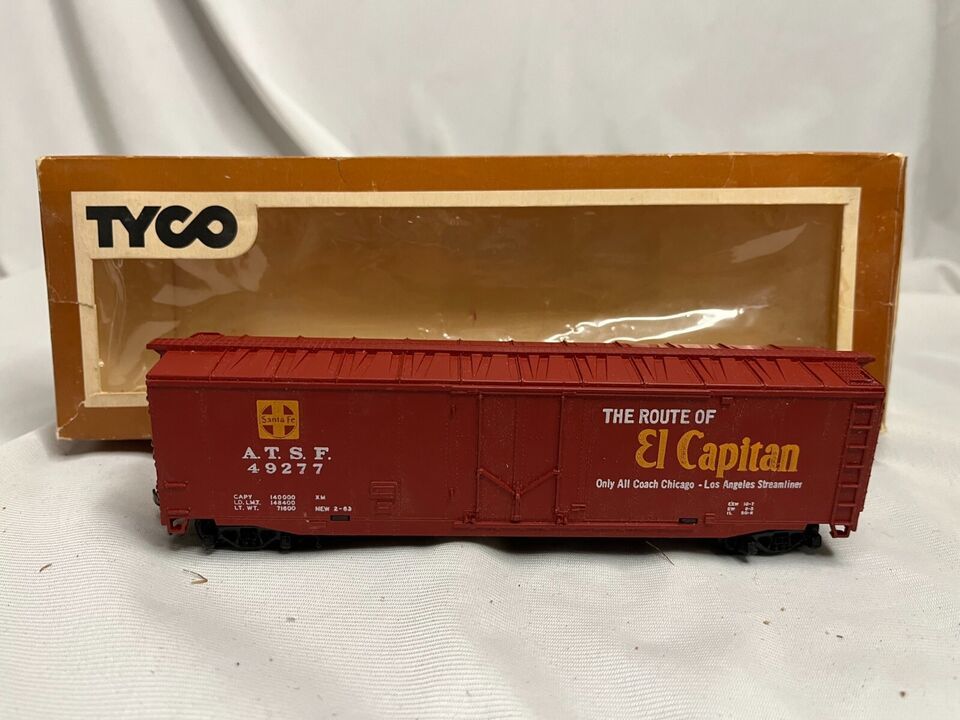 TYCO
Santa Fe
A.T.S.F.
49277
CAPY 140000 XM
LD. LMT. 148400
LT. WT. 71600 NEW 2-63
THE ROUTE OF
El Capitan
Only All Coach Chicago - Los Angeles Streamliner